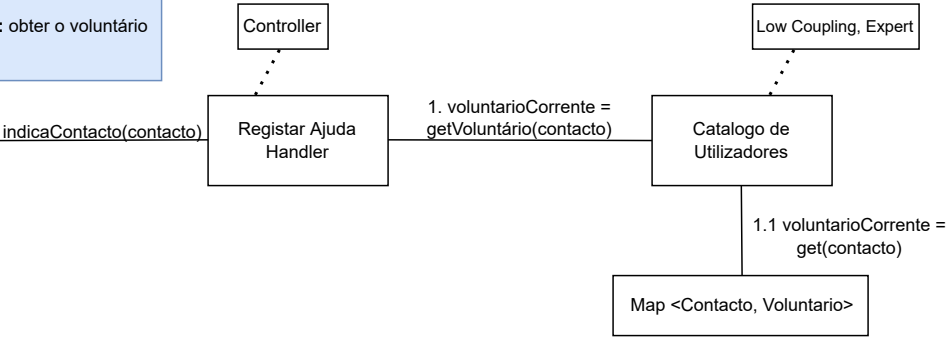 : obter o voluntário
Controller
Low Coupling, Expert
indicaContacto(contacto)
Registar Ajuda
Handler
1. voluntarioCorrente =
getVoluntário(contacto)
Catalogo de
Utilizadores
1.1 voluntarioCorrente =
get(contacto)
Map <Contacto, Voluntario>